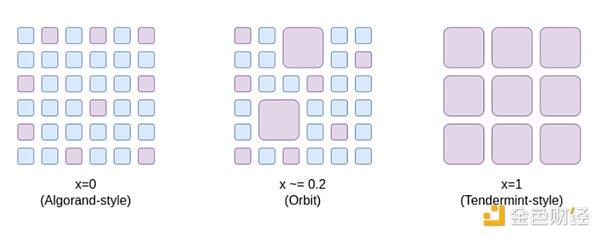 x=0
(Algorand-style)
x ~= 0.2
(Orbit)
x=1
(Tendermint-style)
金色财经